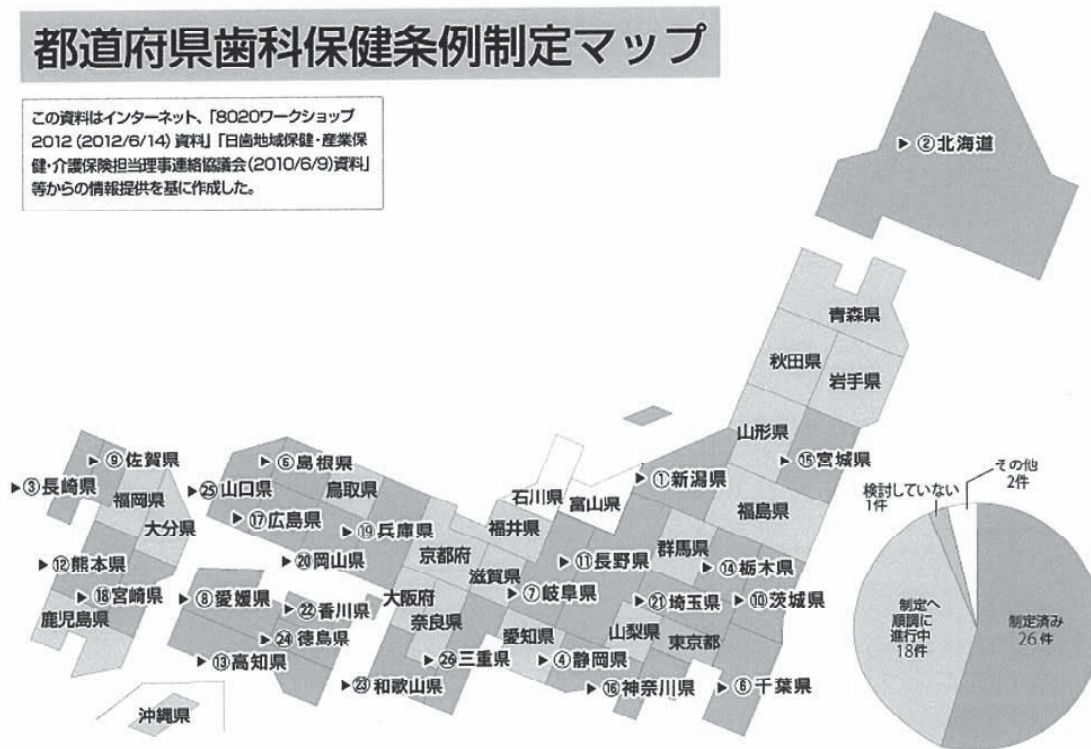 都道府県歯科保健条例制定マップ
この資料はインターネット、「8020ワークショップ
2012(2012/6/14)資料」「日歯地域保健・産業保
健・介護保険担当理事連絡協議会(2010/6/9)資料」
等からの情報提供を基に作成した。
▶②北海道
青森県
秋田県
岩手県
山形県
▶⑮宮城県
▶①新潟県
福島県
石川県
富山県
福井県
群馬県
▶⑭栃木県
▶⑪長野県
▶⑦岐阜県
▶㉑埼玉県
▶⑩茨城県
山梨県
東京都
愛知県
▶④静岡県
▶⑯神奈川県
▶⑥千葉県
▶㉖三重県
滋賀県
京都府
大阪府
奈良県
▶㉓和歌山県
▶⑥島根県
鳥取県
▶㉕山口県
▶⑰広島県
▶⑲兵庫県
▶⑳岡山県
▶⑧愛媛県
▶㉒香川県
▶㉔徳島県
▶⑬高知県
▶⑨佐賀県
▶③長崎県
福岡県
大分県
▶⑫熊本県
▶⑱宮崎県
鹿児島県
沖縄県
その他
2件
検討していない
1件
制定へ
順調に
進行中
18件
制定済み
26件